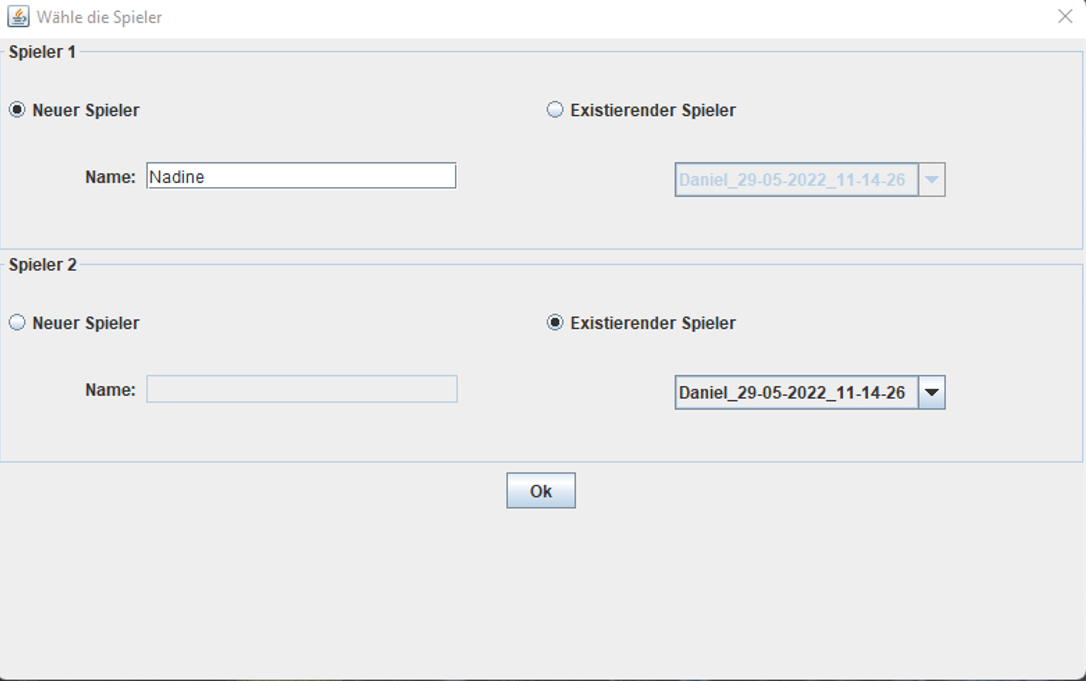 Wähle die Spieler
Spieler 1
Neuer Spieler
Existierender Spieler
Name: Nadine
Daniel_29-05-2022_11-14-26
Spieler 2
Neuer Spieler
Existierender Spieler
Name:
Daniel_29-05-2022_11-14-26
Ok